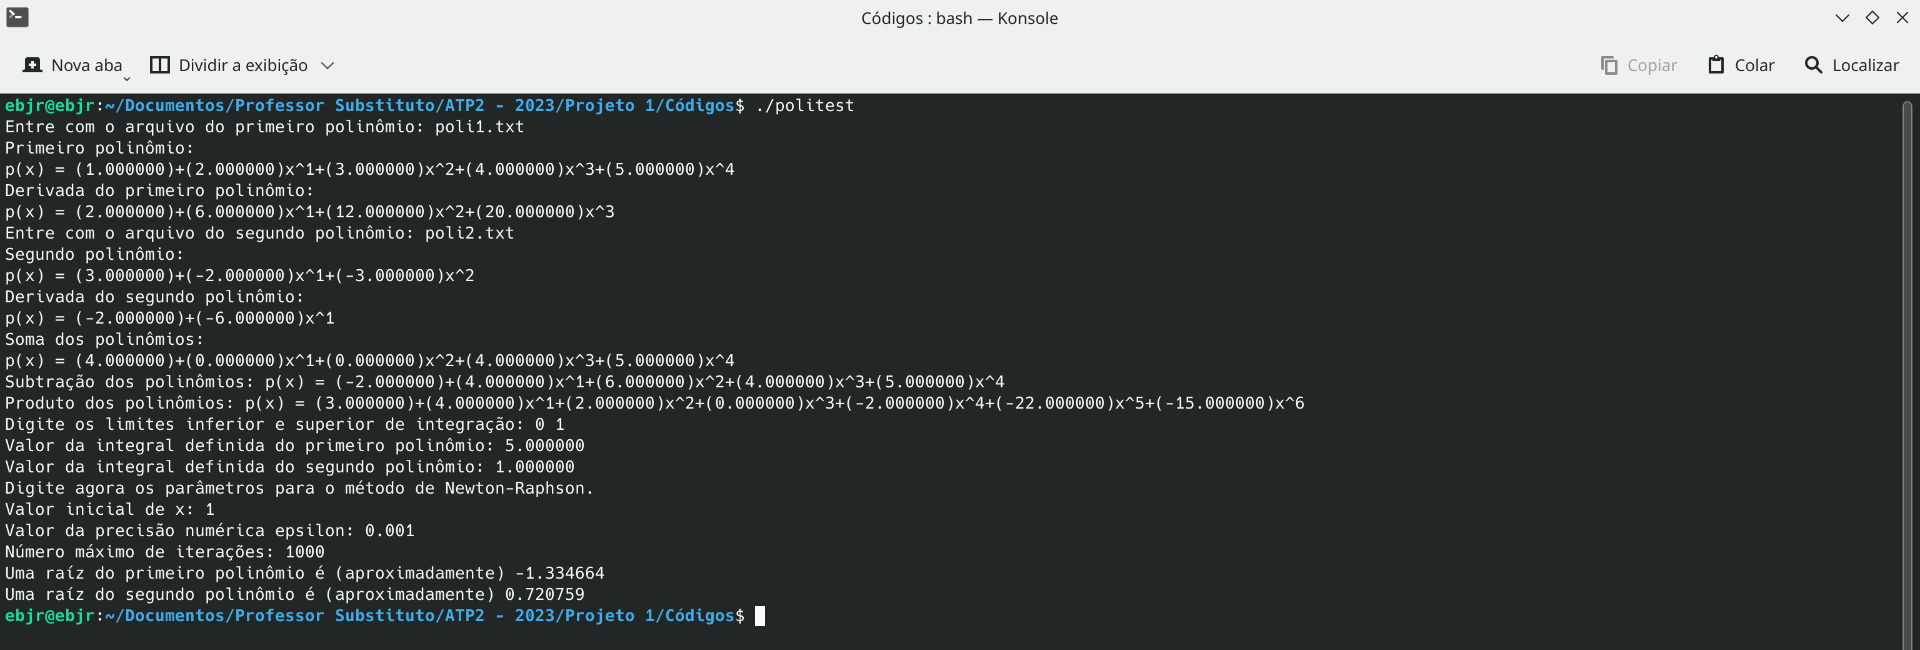 Códigos : bash — Konsole
Nova aba Dividir a exibição Copiar Colar Localizar
ebjr@ebjr:~/Documentos/Professor Substituto/ATP2 - 2023/Projeto 1/Códigos$ ./politest
Entre com o arquivo do primeiro polinômio: poli1.txt
Primeiro polinômio:
p(x) = (1.000000)+(2.000000)x^1+(3.000000)x^2+(4.000000)x^3+(5.000000)x^4
Derivada do primeiro polinômio:
p(x) = (2.000000)+(6.000000)x^1+(12.000000)x^2+(20.000000)x^3
Entre com o arquivo do segundo polinômio: poli2.txt
Segundo polinômio:
p(x) = (3.000000)+(-2.000000)x^1+(-3.000000)x^2
Derivada do segundo polinômio:
p(x) = (-2.000000)+(-6.000000)x^1
Soma dos polinômios:
p(x) = (4.000000)+(0.000000)x^1+(0.000000)x^2+(4.000000)x^3+(5.000000)x^4
Subtração dos polinômios: p(x) = (-2.000000)+(4.000000)x^1+(6.000000)x^2+(4.000000)x^3+(5.000000)x^4
Produto dos polinômios: p(x) = (3.000000)+(4.000000)x^1+(2.000000)x^2+(0.000000)x^3+(-2.000000)x^4+(-22.000000)x^5+(-15.000000)x^6
Digite os limites inferior e superior de integração: 0 1
Valor da integral definida do primeiro polinômio: 5.000000
Valor da integral definida do segundo polinômio: 1.000000
Digite agora os parâmetros para o método de Newton-Raphson.
Valor inicial de x: 1
Valor da precisão numérica epsilon: 0.001
Número máximo de iterações: 1000
Uma raíz do primeiro polinômio é (aproximadamente) -1.334664
Uma raíz do segundo polinômio é (aproximadamente) 0.720759
ebjr@ebjr:~/Documentos/Professor Substituto/ATP2 - 2023/Projeto 1/Códigos$